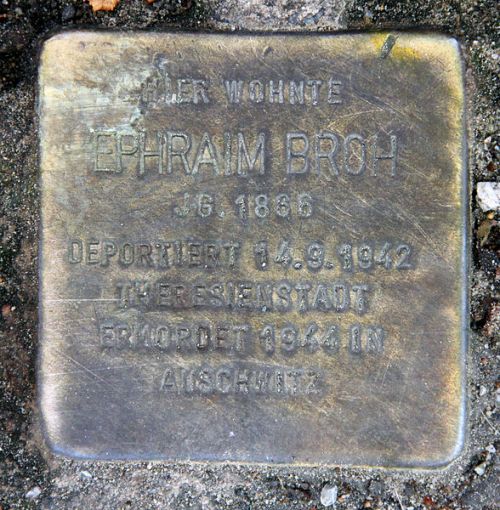 HIER WOHNTE
EPHRAIM BROH
JG. 1866
DEPORTIERT 14.9.1942
THERESIENSTADT
ERMORDET 1944 IN
AUSCHWITZ